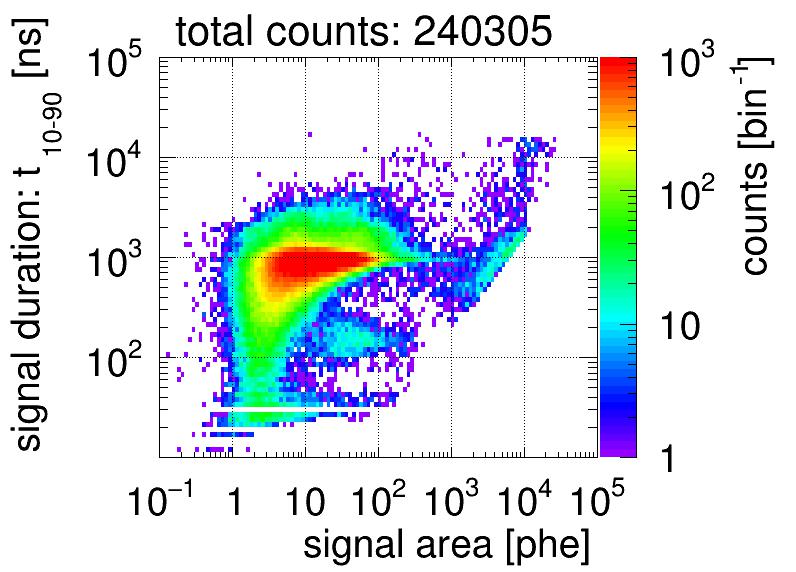 total counts: 240305
signal duration: t 10-90 [ns]
10^5
10^4
10^3
10^2
10^−1 1 10 10^2 10^3 10^4 10^5
signal area [phe]
10^3
10^2
10
1
counts [bin^-1]